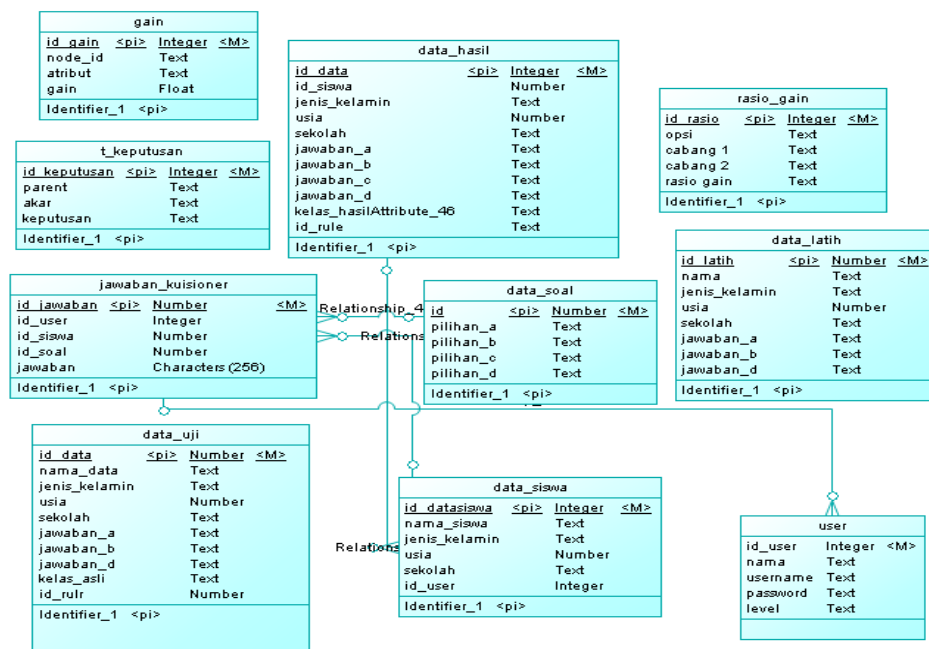 gain
id_gain <pi> Integer <M>
node_id Text
atribut Text
gain Float
Identifier_1 <pi>
data_hasil
id_data <pi> Integer <M>
id_siswa Number
jenis_kelamin Text
usia Number
sekolah Text
jawaban_a Text
jawaban_b Text
jawaban_c Text
jawaban_d Text
kelas_hasilAttribute_46 Text
id_rule Text
Identifier_1 <pi>
rasio_gain
id_rasio <pi> Integer <M>
opsi Text
cabang 1 Text
cabang 2 Text
rasio gain Text
Identifier_1 <pi>
t_keputusan
id_keputusan <pi> Integer <M>
parent Text
akar Text
keputusan Text
Identifier_1 <pi>
data_latih
id_latih <pi> Number <M>
nama Text
jenis_kelamin Text
usia Number
sekolah Text
jawaban_a Text
jawaban_b Text
jawaban_d Text
Identifier_1 <pi>
jawaban_kuisioner
id_jawaban <pi> Number <M>
id_user Integer
id_siswa Number
id_soal Number
jawaban Characters (256)
Identifier_1 <pi>
Relationship_4
Relations
data_soal
id <pi> Number <M>
pilihan_a Text
pilihan_b Text
pilihan_c Text
pilihan_d Text
Identifier_1 <pi>
data_uji
id_data <pi> Number <M>
nama_data Text
jenis_kelamin Text
usia Number
sekolah Text
jawaban_a Text
jawaban_b Text
jawaban_d Text
kelas_asli Text
id_rulr Number
Identifier_1 <pi>
Relations
data_siswa
id_datasiswa <pi> Integer <M>
nama_siswa Text
jenis_kelamin Text
usia Number
sekolah Text
id_user Integer
Identifier_1 <pi>
user
id_user Integer <M>
nama Text
username Text
password Text
level Text